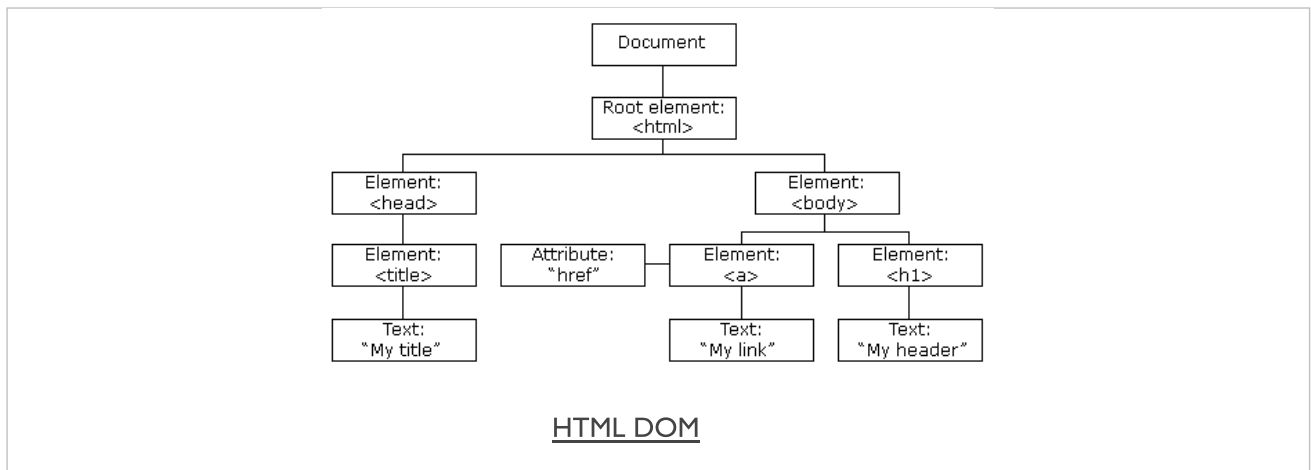 Document
Root element:
<html>
Element:
<head>
Element:
<body>
Element:
<title>
Attribute:
“href”
Element:
<a>
Element:
<h1>
Text:
“My title”
Text:
“My link”
Text:
“My header”
HTML DOM